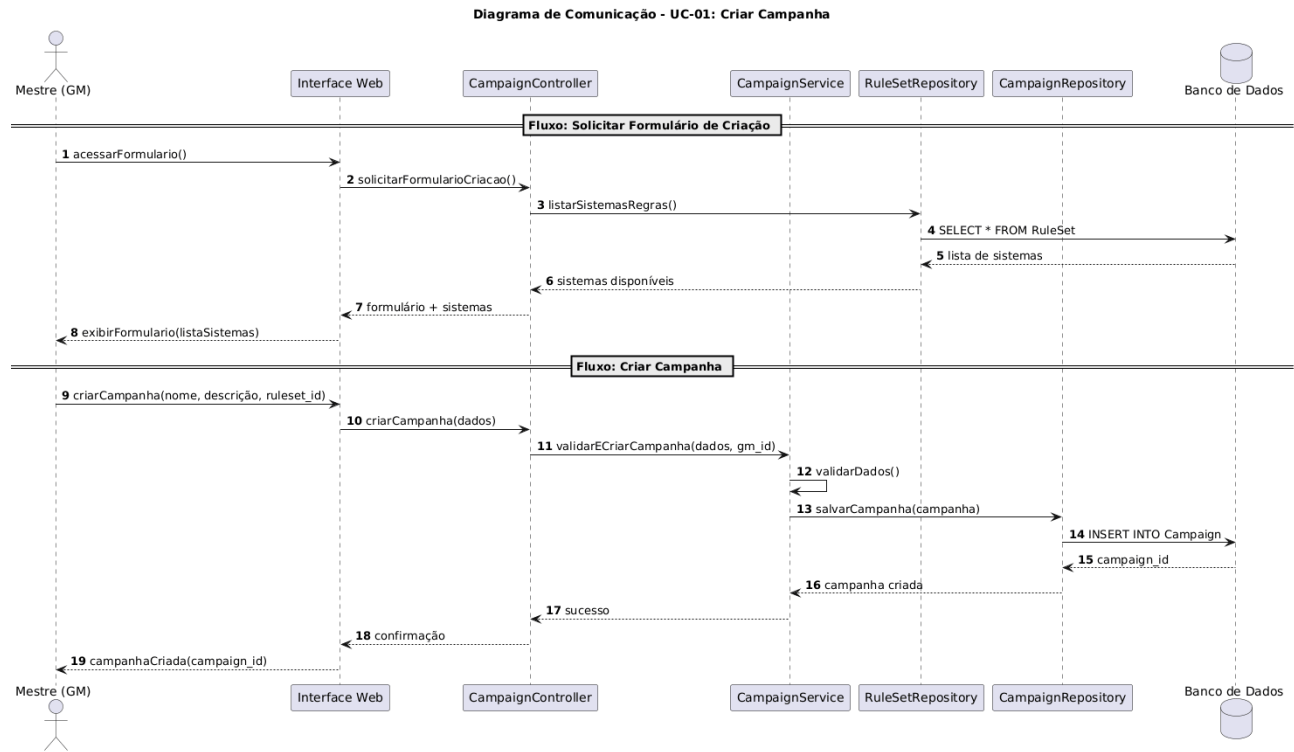 Diagrama de Comunicação - UC-01: Criar Campanha
Mestre (GM)
Interface Web
CampaignController
CampaignService
RuleSetRepository
CampaignRepository
Banco de Dados
Fluxo: Solicitar Formulário de Criação
1 acessarFormulario()
2 solicitarFormularioCriacao()
3 listarSistemasRegras()
4 SELECT * FROM RuleSet
5 lista de sistemas
6 sistemas disponíveis
7 formulário + sistemas
8 exibirFormulario(listaSistemas)
Fluxo: Criar Campanha
9 criarCampanha(nome, descrição, ruleset_id)
10 criarCampanha(dados)
11 validarECriarCampanha(dados, gm_id)
12 validarDados()
13 salvarCampanha(campanha)
14 INSERT INTO Campaign
15 campaign_id
16 campanha criada
17 sucesso
18 confirmação
19 campanhaCriada(campaign_id)
Mestre (GM)
Interface Web
CampaignController
CampaignService
RuleSetRepository
CampaignRepository
Banco de Dados